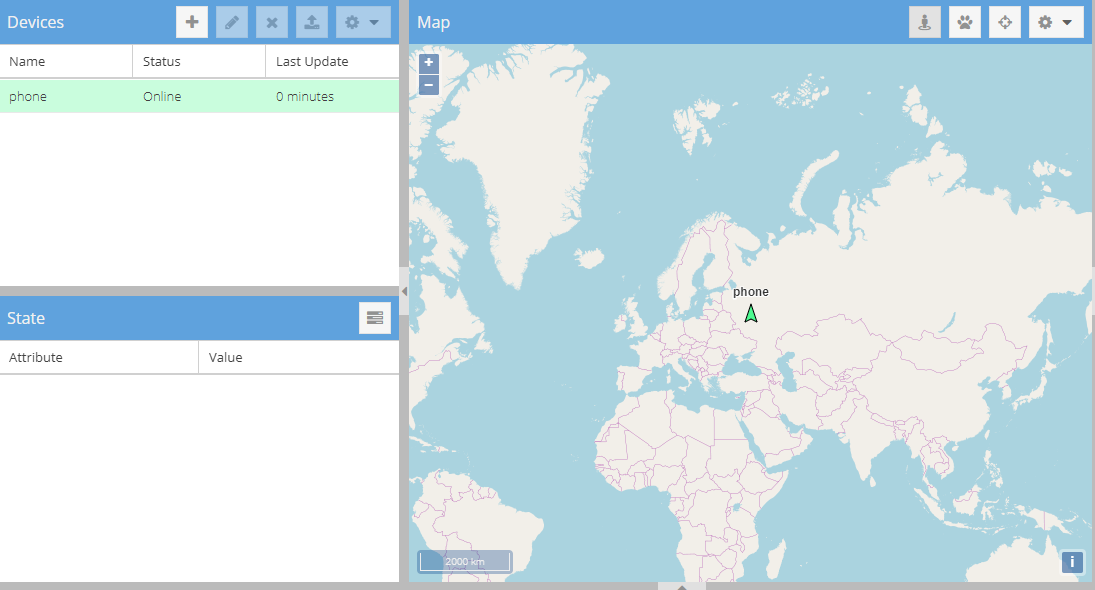 Devices
Name Status Last Update
phone Online 0 minutes
State
Attribute Value
Map
+
−
phone
2000 km
i